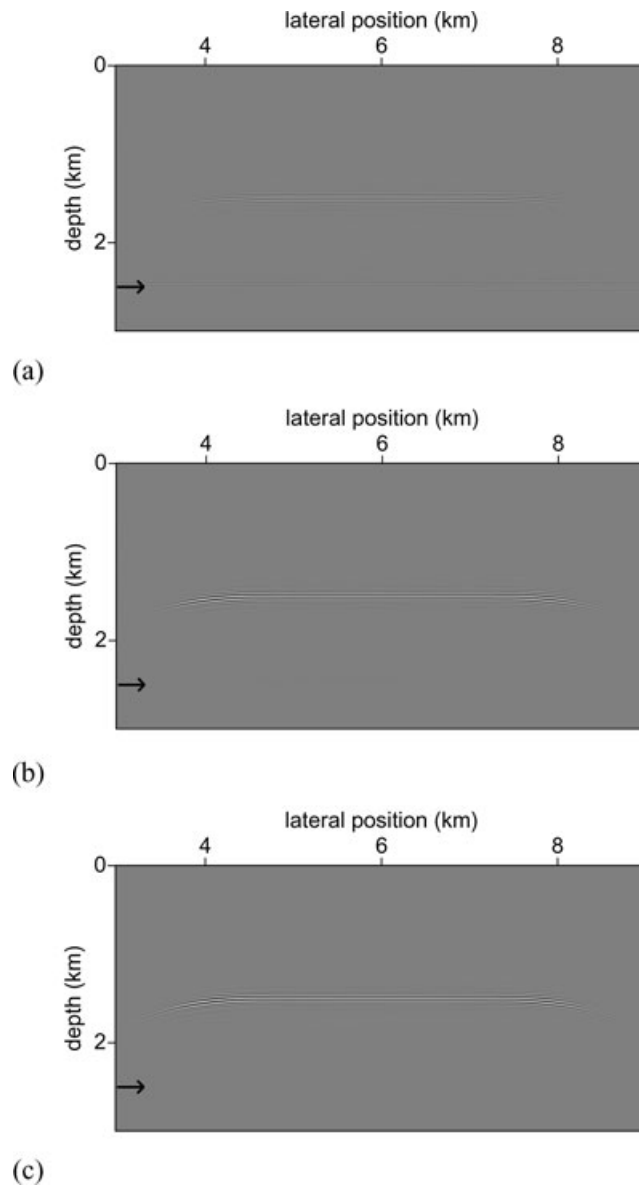 lateral position (km)
4 6 8
0
depth (km)
2
(a)
lateral position (km)
4 6 8
0
depth (km)
2
(b)
lateral position (km)
4 6 8
0
depth (km)
2
(c)